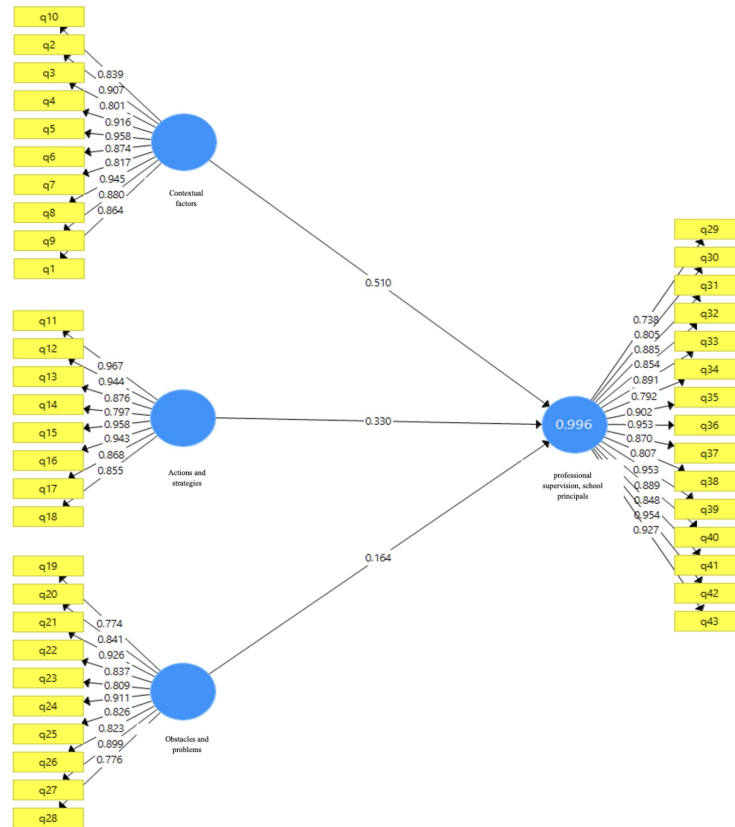 q10
q2
q3
q4
q5
q6
q7
q8
q9
q1
0.839
0.907
0.801
0.916
0.958
0.874
0.817
0.945
0.880
0.864
Contextual
factors
0.510
q11
q12
q13
q14
q15
q16
q17
q18
0.967
0.944
0.876
0.797
0.958
0.943
0.868
0.855
Actions and
strategies
0.330
q19
q20
q21
q22
q23
q24
q25
q26
q27
q28
0.774
0.841
0.926
0.837
0.809
0.911
0.826
0.823
0.899
0.776
Obstacles and
problems
0.164
0.996
professional
supervision, school
principals
0.738
0.805
0.885
0.854
0.891
0.792
0.902
0.953
0.870
0.807
0.953
0.889
0.848
0.954
0.927
q29
q30
q31
q32
q33
q34
q35
q36
q37
q38
q39
q40
q41
q42
q43